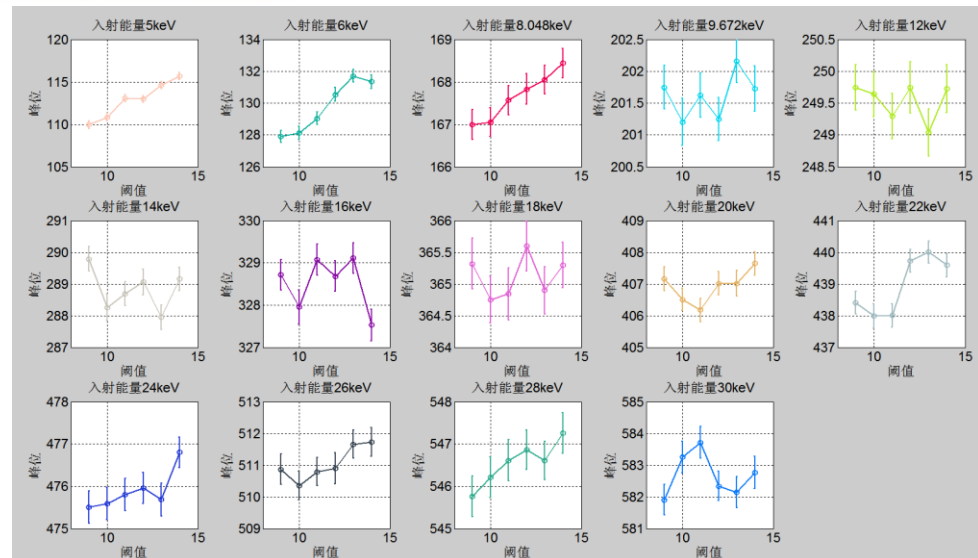 入射能量5keV
120
115
110
105
峰位
10
15
阈值
入射能量6keV
134
132
130
128
126
峰位
10
15
阈值
入射能量8.048keV
169
168
167
166
峰位
10
15
阈值
入射能量9.672keV
202.5
202
201.5
201
200.5
峰位
10
15
阈值
入射能量12keV
250.5
250
249.5
249
248.5
峰位
10
15
阈值
入射能量14keV
291
290
289
288
287
峰位
10
15
阈值
入射能量16keV
330
329
328
327
峰位
10
15
阈值
入射能量18keV
366
365.5
365
364.5
364
峰位
10
15
阈值
入射能量20keV
409
408
407
406
405
峰位
10
15
阈值
入射能量22keV
441
440
439
438
437
峰位
10
15
阈值
入射能量24keV
478
477
476
475
峰位
10
15
阈值
入射能量26keV
513
512
511
510
509
峰位
10
15
阈值
入射能量28keV
548
547
546
545
峰位
10
15
阈值
入射能量30keV
585
584
583
582
581
峰位
10
15
阈值